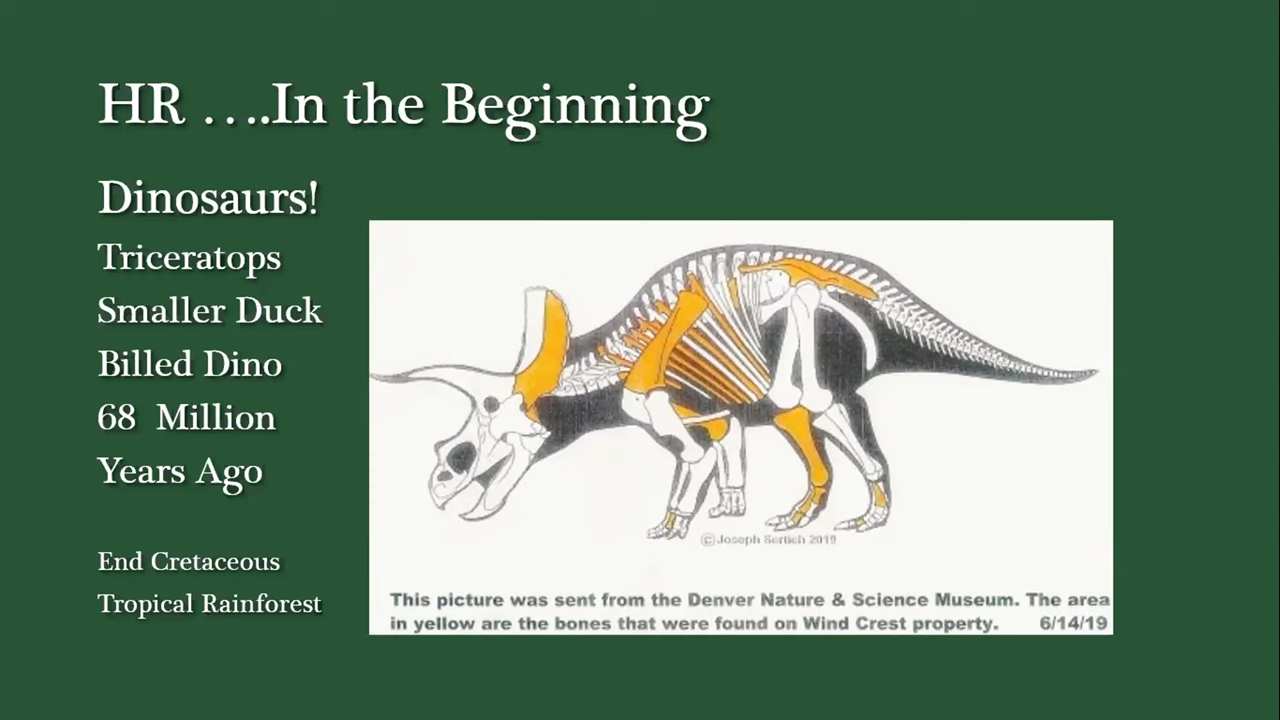 HR ….In the Beginning
Dinosaurs!
Triceratops
Smaller Duck
Billed Dino
68 Million
Years Ago
End Cretaceous
Tropical Rainforest
©Joseph Sertich 2019
This picture was sent from the Denver Nature & Science Museum. The area
in yellow are the bones that were found on Wind Crest property. 6/14/19